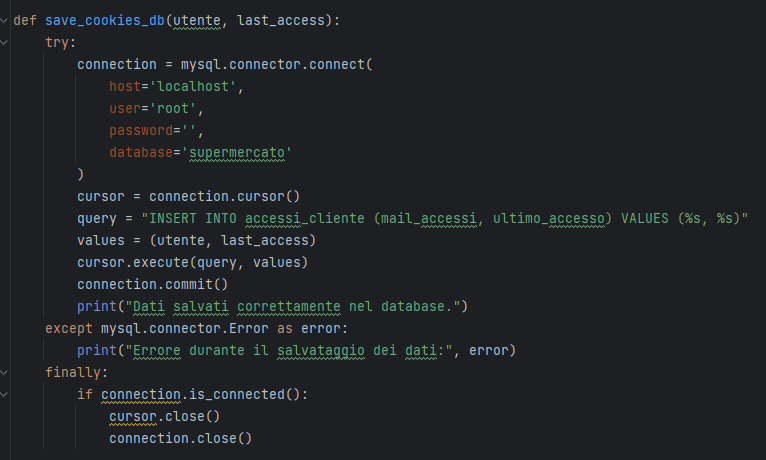 def save_cookies_db(utente, last_access):
    try:
        connection = mysql.connector.connect(
            host='localhost',
            user='root',
            password='',
            database='supermercato'
        )
        cursor = connection.cursor()
        query = "INSERT INTO accessi_cliente (mail_accessi, ultimo_accesso) VALUES (%s, %s)"
        values = (utente, last_access)
        cursor.execute(query, values)
        connection.commit()
        print("Dati salvati correttamente nel database.")
    except mysql.connector.Error as error:
        print("Errore durante il salvataggio dei dati:", error)
    finally:
        if connection.is_connected():
            cursor.close()
            connection.close()